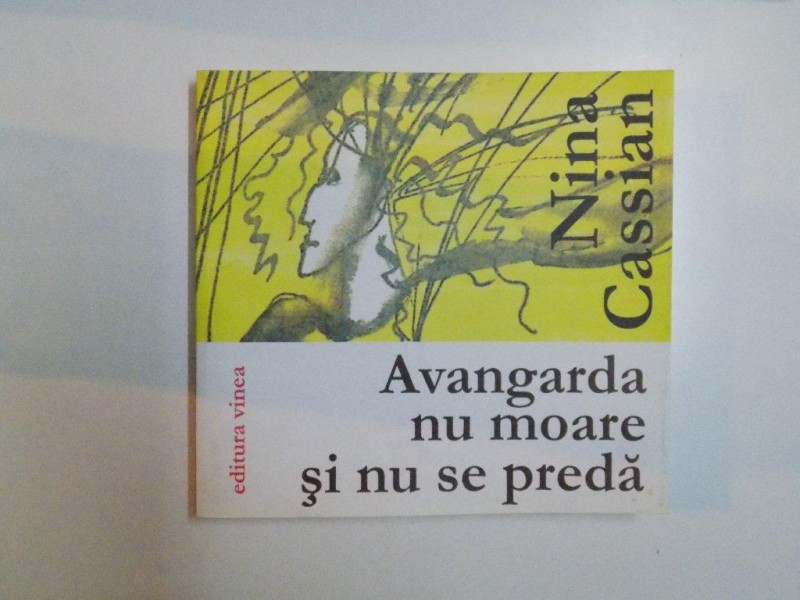 Nina
Cassian
Avangarda
nu moare
şi nu se predă
editura vinea